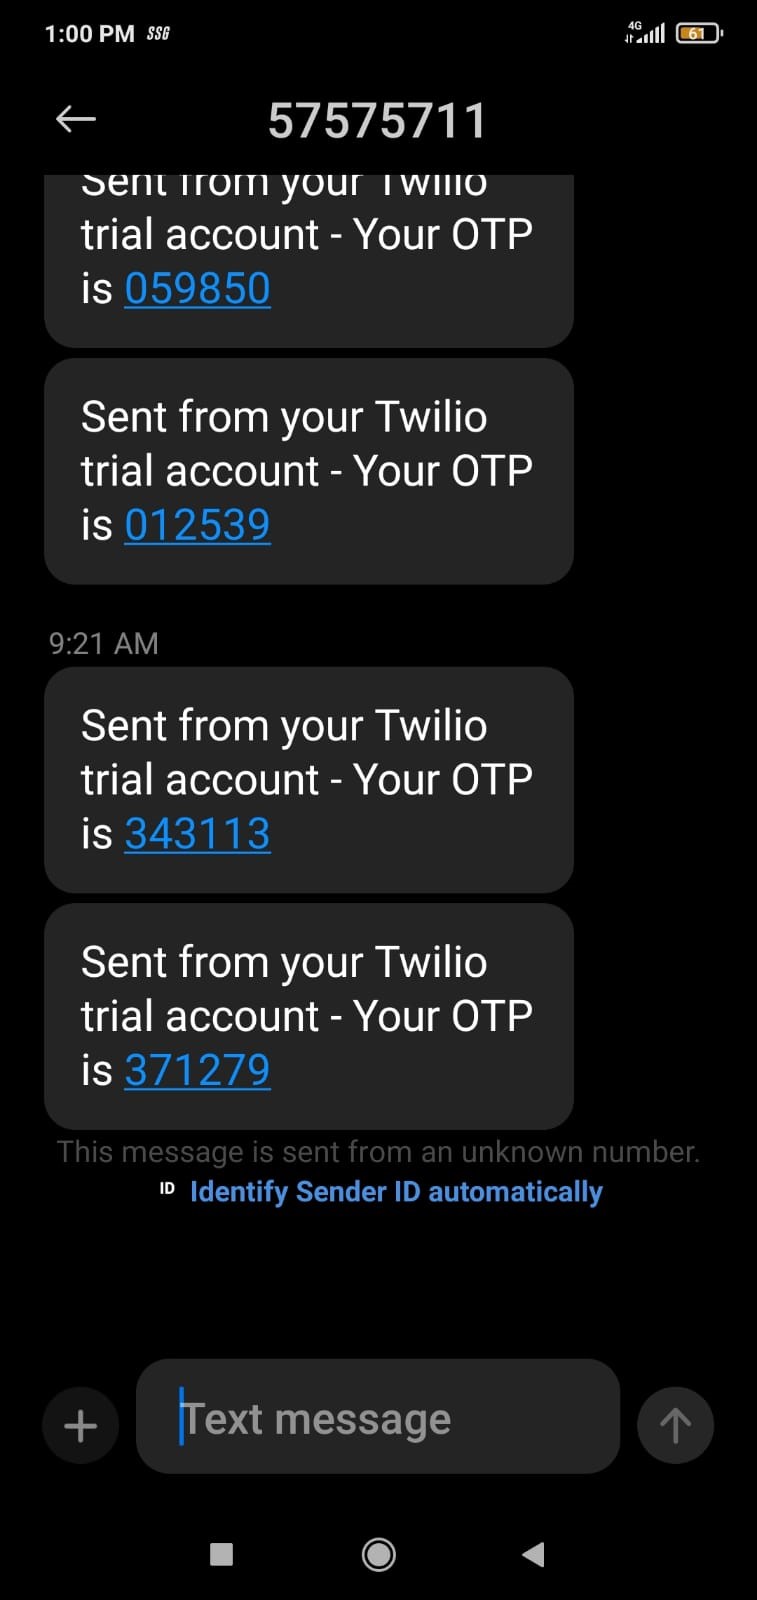 1:00 PM SSG
4G
61
57575711
Sent from your Twilio
trial account - Your OTP
is 059850
Sent from your Twilio
trial account - Your OTP
is 012539
9:21 AM
Sent from your Twilio
trial account - Your OTP
is 343113
Sent from your Twilio
trial account - Your OTP
is 371279
This message is sent from an unknown number.
ID Identify Sender ID automatically
Text message